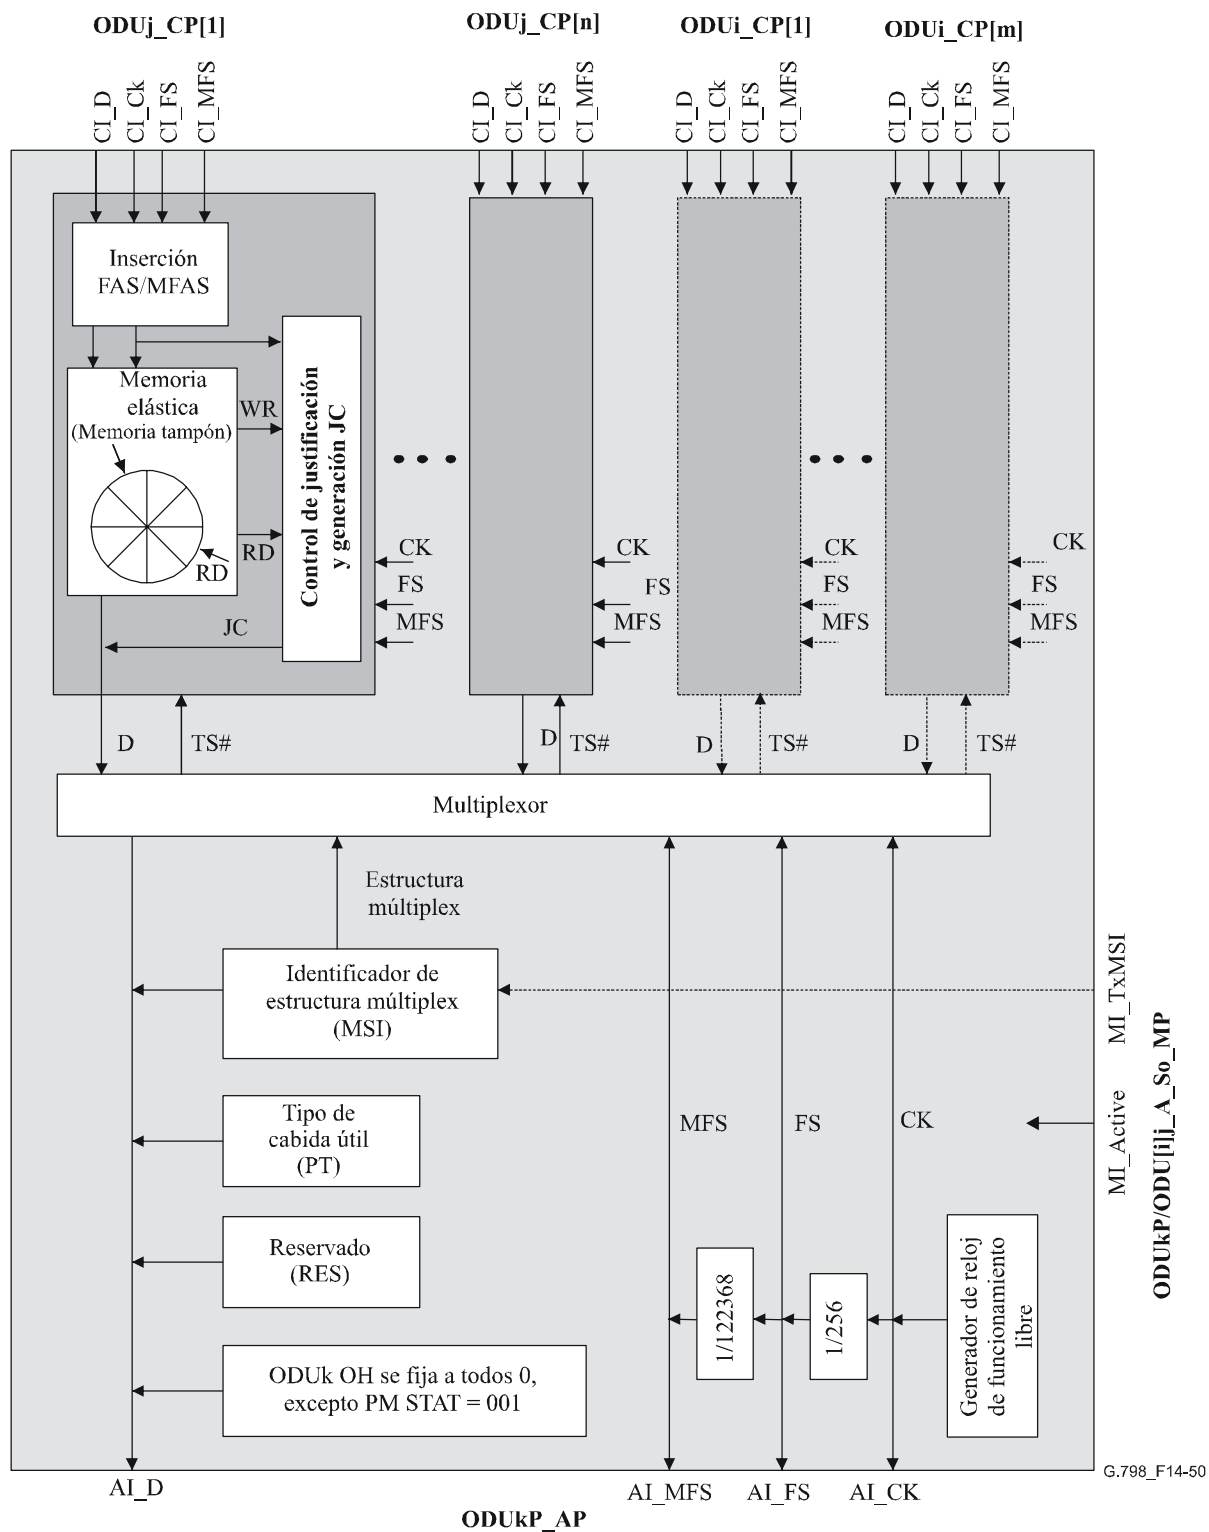 ODUj_CP[1]
ODUj_CP[n]
ODUi_CP[1]
ODUi_CP[m]
CI_D
CI_Ck
CI_FS
CI_MFS
CI_D
CI_Ck
CI_FS
CI_MFS
CI_D
CI_Ck
CI_FS
CI_MFS
CI_D
CI_Ck
CI_FS
CI_MFS
Inserción
FAS/MFAS
Memoria
elástica
(Memoria tampón)
WR
RD
RD
JC
Control de justificación
y generación JC
CK
FS
MFS
CK
FS
MFS
CK
FS
MFS
CK
FS
MFS
D
TS#
D
TS#
D
TS#
D
TS#
Multiplexor
Estructura
múltiplex
Identificador de
estructura múltiplex
(MSI)
Tipo de
cabida útil
(PT)
Reservado
(RES)
ODUk OH se fija a todos 0,
excepto PM STAT = 001
MFS
FS
CK
1/122368
1/256
Generador de reloj
de funcionamiento
libre
MI_TxMSI
MI_Active
ODUkP/ODU[i]j_A_So_MP
AI_D
AI_MFS
AI_FS
AI_CK
G.798_F14-50
ODUkP_AP